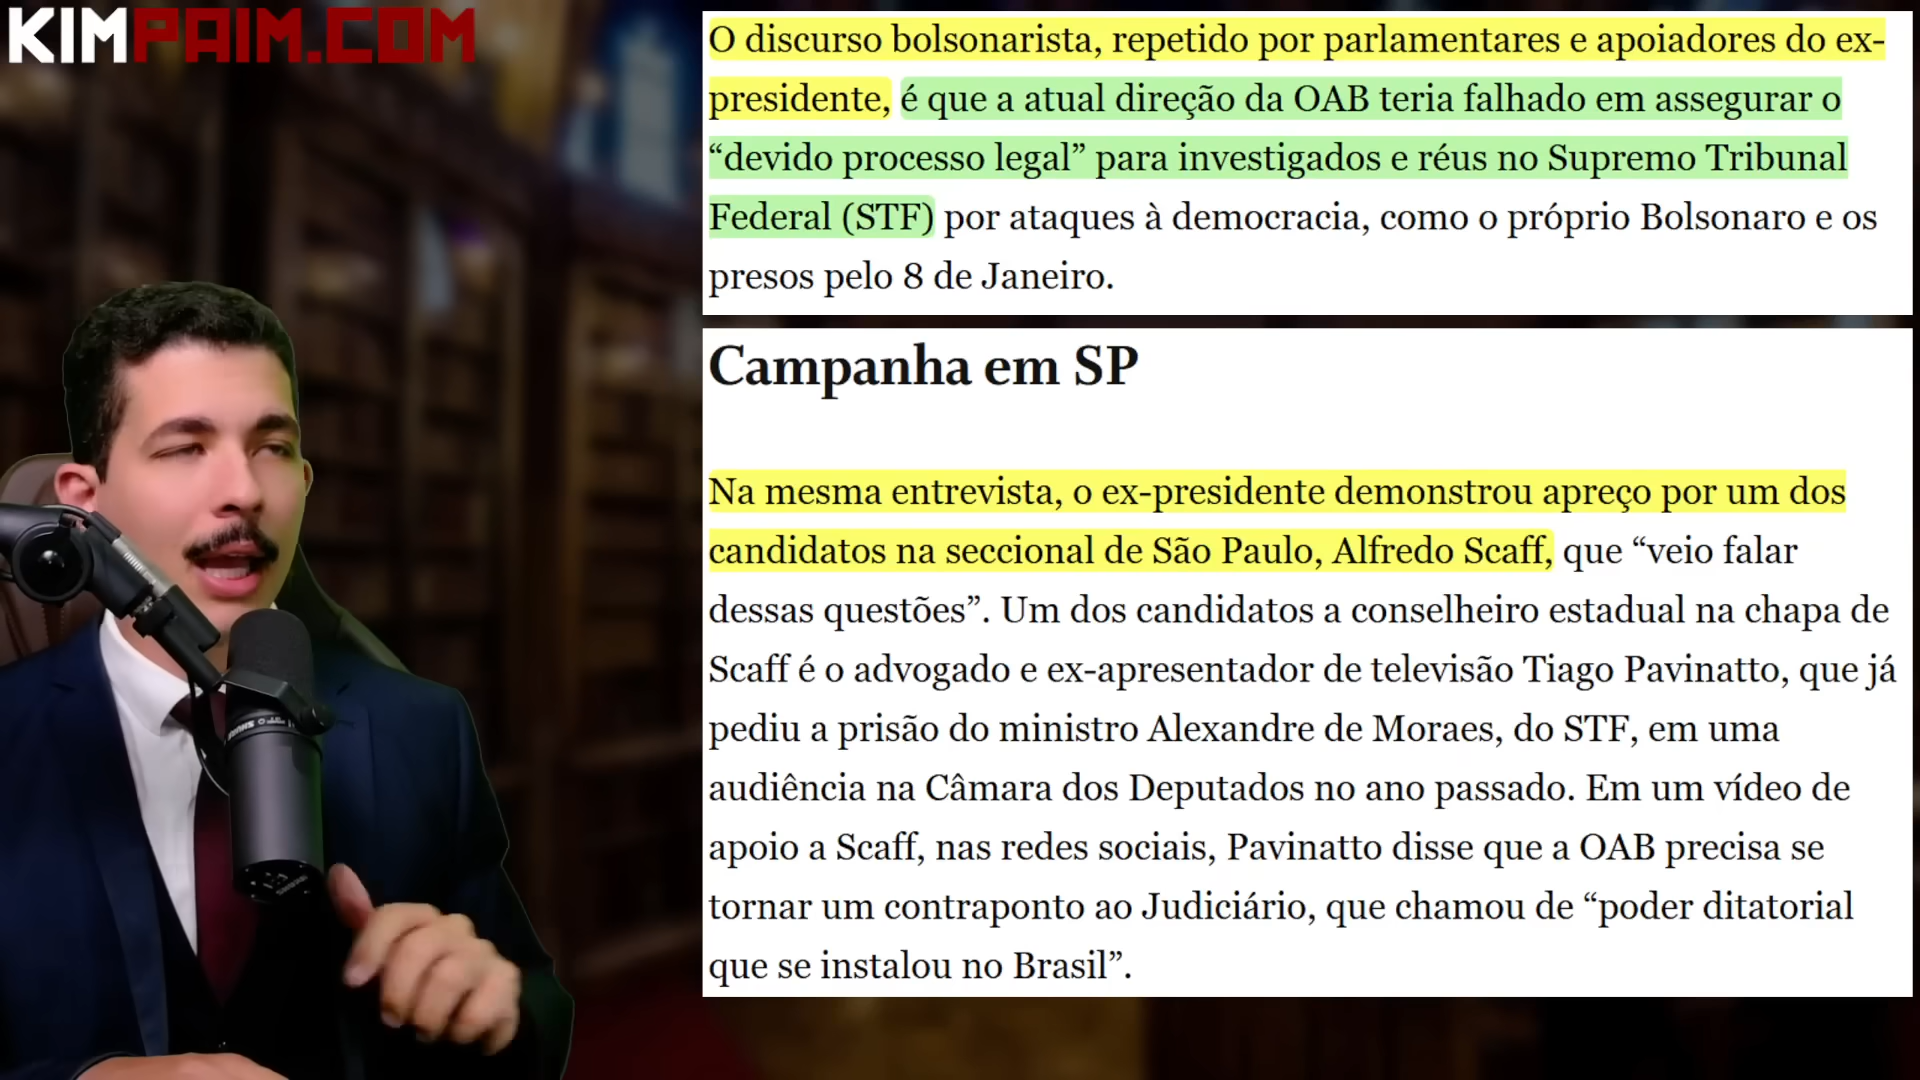 KIMPAIM.COM
O discurso bolsonarista, repetido por parlamentares e apoiadores do ex-
presidente, é que a atual direção da OAB teria falhado em assegurar o
“devido processo legal” para investigados e réus no Supremo Tribunal
Federal (STF) por ataques à democracia, como o próprio Bolsonaro e os
presos pelo 8 de Janeiro.
Campanha em SP
Na mesma entrevista, o ex-presidente demonstrou apreço por um dos
candidatos na seccional de São Paulo, Alfredo Scaff, que “veio falar
dessas questões”. Um dos candidatos a conselheiro estadual na chapa de
Scaff é o advogado e ex-apresentador de televisão Tiago Pavinatto, que já
pediu a prisão do ministro Alexandre de Moraes, do STF, em uma
audiência na Câmara dos Deputados no ano passado. Em um vídeo de
apoio a Scaff, nas redes sociais, Pavinatto disse que a OAB precisa se
tornar um contraponto ao Judiciário, que chamou de “poder ditatorial
que se instalou no Brasil”.